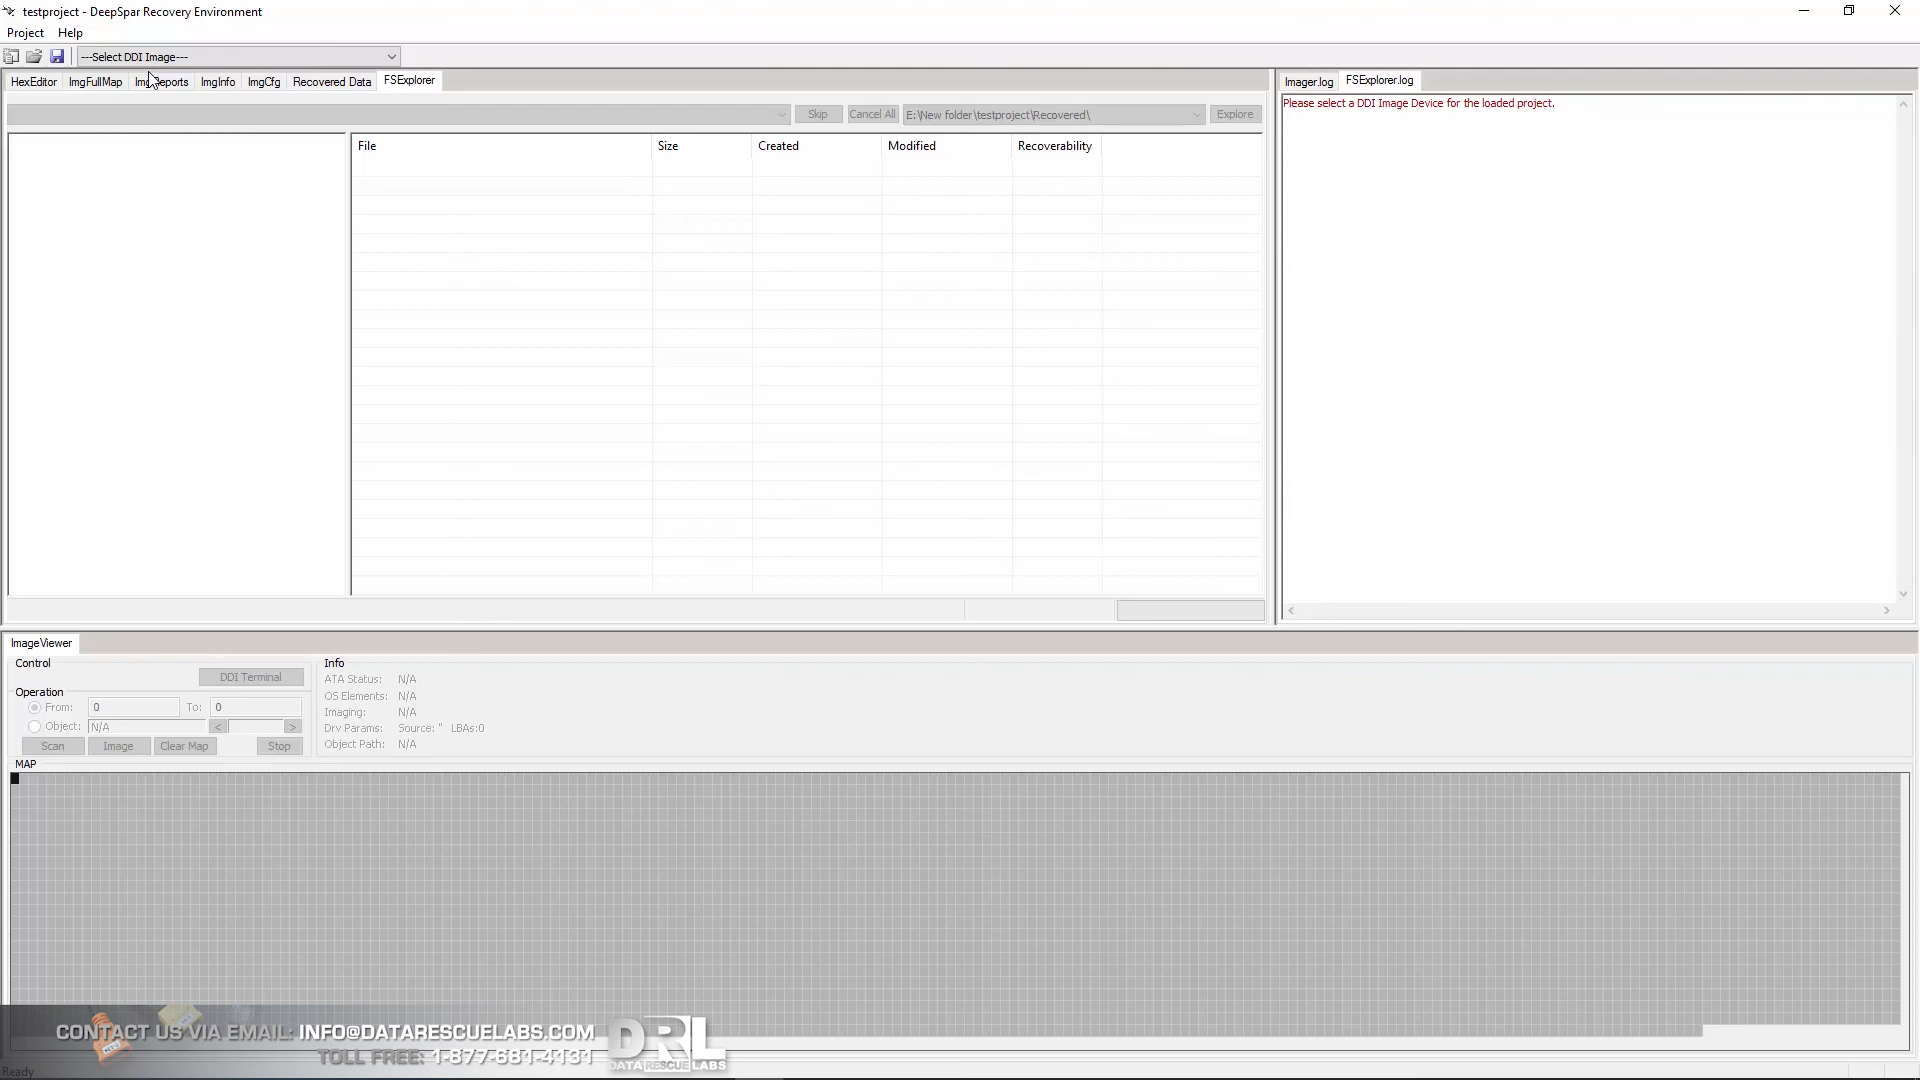 testproject - DeepSpar Recovery Environment
Project Help
---Select DDI Image---
HexEditor ImgFullMap ImgReports ImgInfo ImgCfg Recovered Data FSExplorer
Skip Cancel All E:\New folder\testproject\Recovered\ Explore
File Size Created Modified Recoverability
Imager.log FSExplorer.log
Please select a DDI Image Device for the loaded project.
ImageViewer
Control
DDI Terminal
Operation
From: 0 To: 0
Object: N/A < >
Scan Image Clear Map Stop
Info
ATA Status: N/A
OS Elements: N/A
Imaging: N/A
Drv Params: Source: '' LBAs:0
Object Path: N/A
MAP
CONTACT US VIA EMAIL: INFO@DATARESCUELABS.COM
TOLL FREE: 1-877-681-4131
DRL
DATA RESCUE LABS
Ready